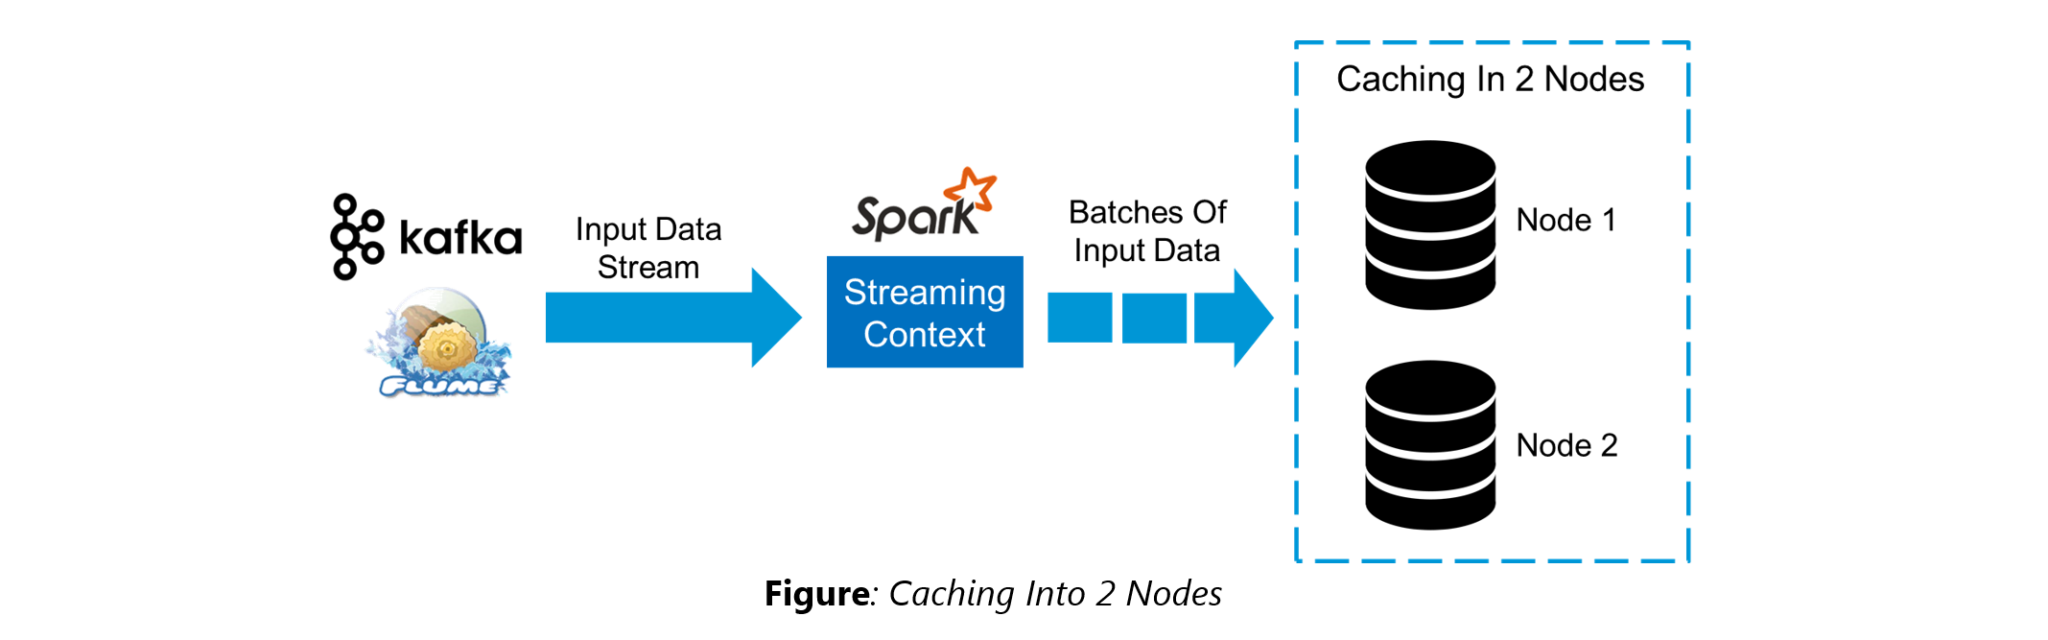 kafka
FLUME
Input Data
Stream
Spark
Streaming
Context
Batches Of
Input Data
Caching In 2 Nodes
Node 1
Node 2
Figure: Caching Into 2 Nodes